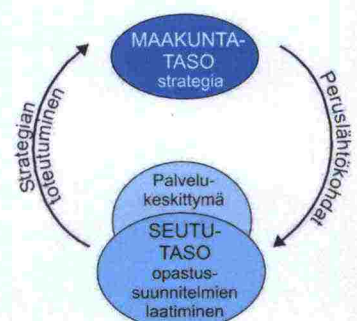 MAAKUNTA-
TASO
strategia
Strategian
toteutuminen
Peruslähtökohdat
Palvelu-
keskittymä
SEUTU-
TASO
opastus-
suunnitelmien
laatiminen